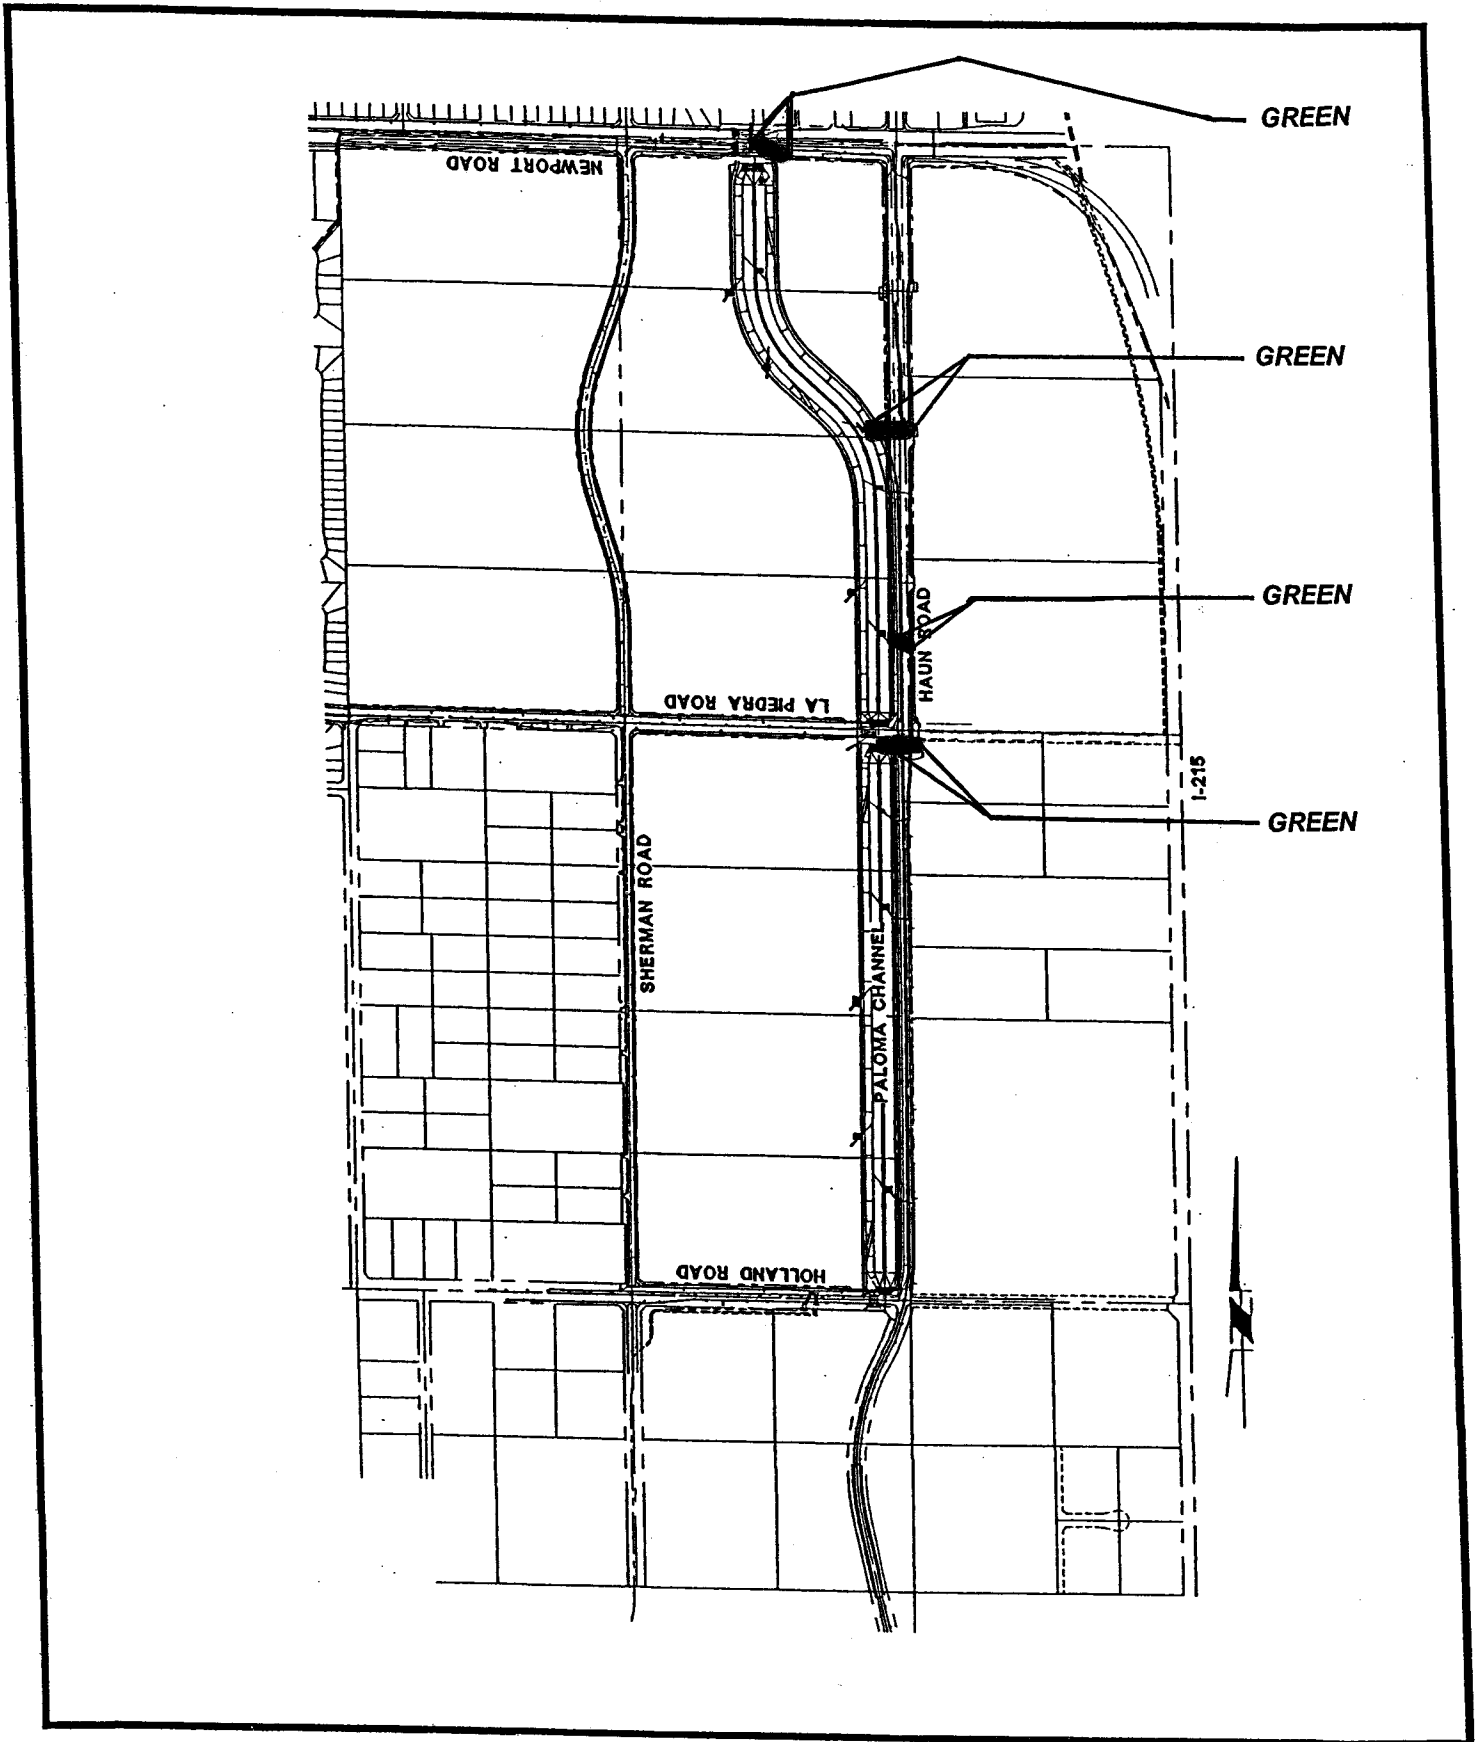 GREEN
NEWPORT ROAD
GREEN
GREEN
HAUN ROAD
LA PIEDRA ROAD
I-215
GREEN
SHERMAN ROAD
PALOMA CHANNEL
HOLLAND ROAD
N